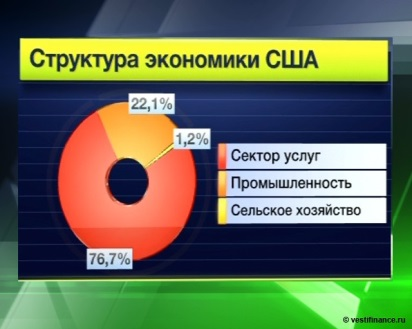 Структура экономики США
22,1%
1,2%
Сектор услуг
Промышленность
Сельское хозяйство
76,7%
© vestifinance.ru